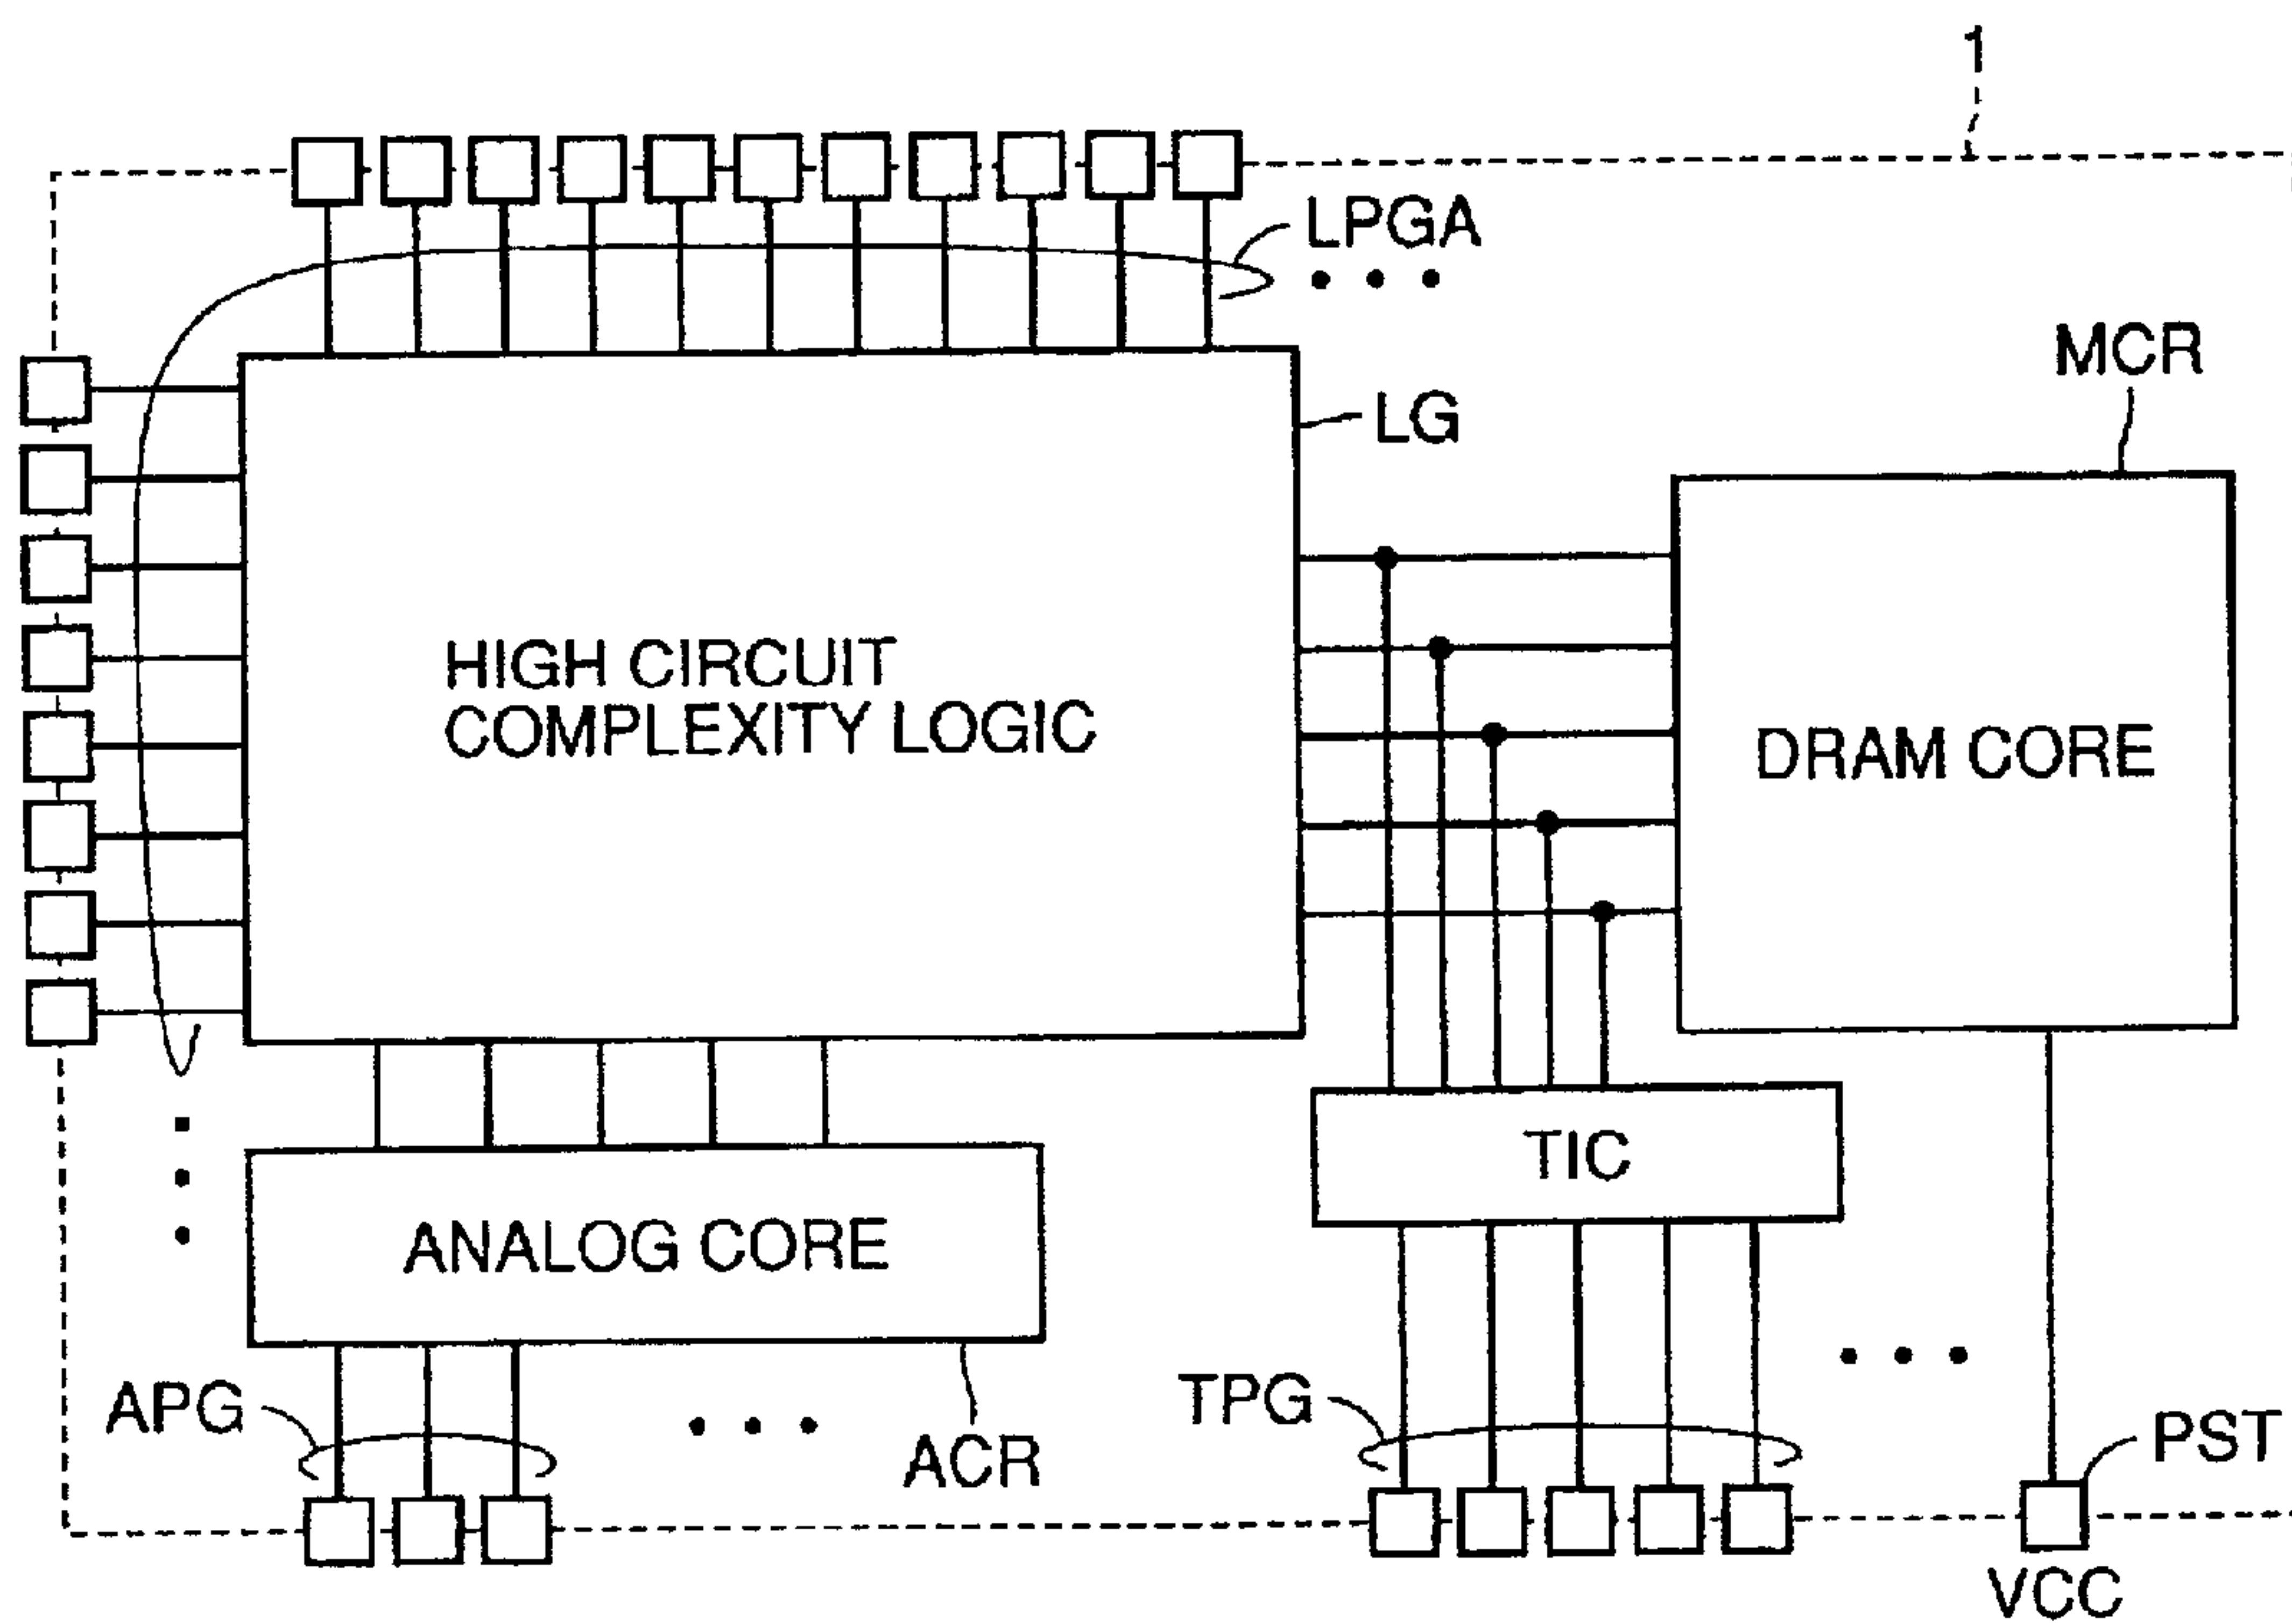 1
LPGA
MCR
LG
HIGH CIRCUIT
COMPLEXITY LOGIC
DRAM CORE
TIC
ANALOG CORE
APG
TPG
ACR
PST
VCC